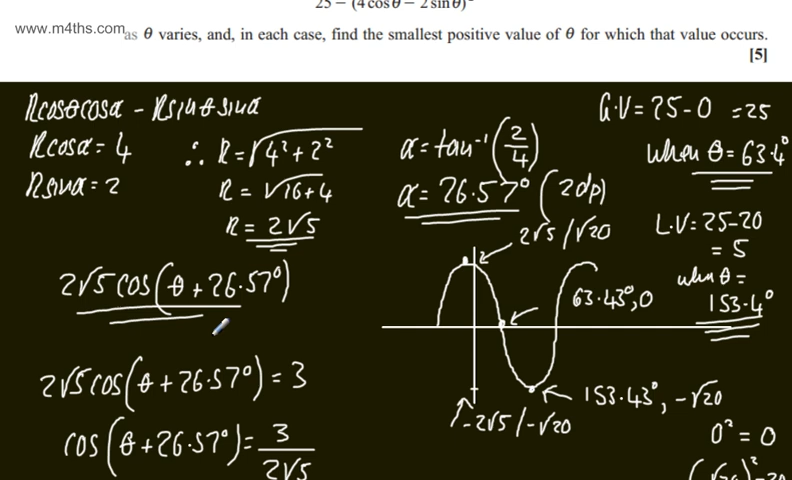 25 − (4cosθ − 2sinθ)²
www.m4ths.com
as θ varies, and, in each case, find the smallest positive value of θ for which that value occurs.
[5]
Rcosθcosα − Rsinθsinα
Rcosα = 4
Rsinα = 2
∴ R = √4² + 2²
R = √16+4
R = 2√5
2√5 cos(θ + 26.57°)
2√5 cos(θ + 26.57°) = 3
cos(θ + 26.57°) = 3/2√5
α = tan⁻¹(2/4)
α = 26.57° (2dp)
2√5/√20
63.43°, 0
153.43°, −√20
−2√5/−√20
G.V = 25 − 0 = 25
when θ = 63.4°
L.V = 25 − 20
= 5
when θ =
153.4°
0² = 0